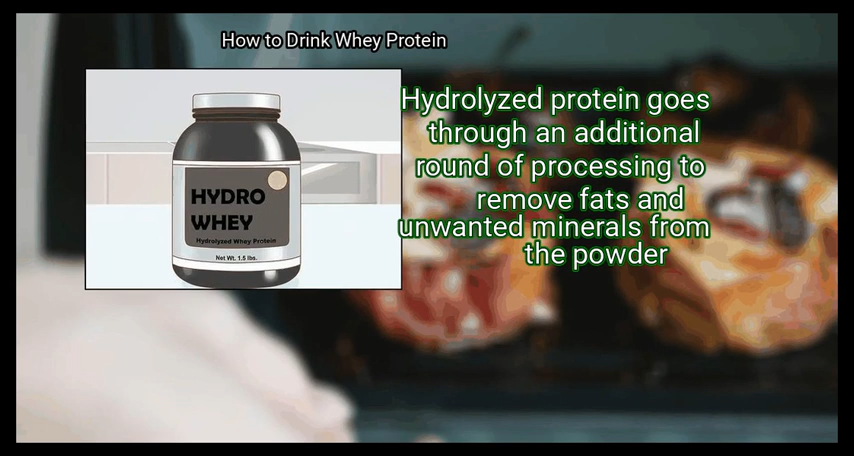 How to Drink Whey Protein
HYDRO
WHEY
Hydrolyzed Whey Protein
Net Wt. 1.5 lbs.
Hydrolyzed protein goes
through an additional
round of processing to
remove fats and
unwanted minerals from
the powder